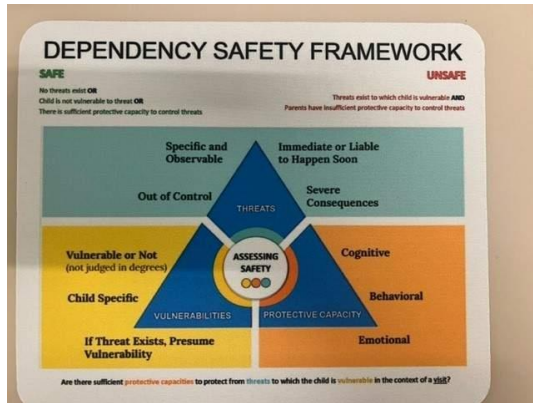 DEPENDENCY SAFETY FRAMEWORK
SAFE
No threats exist OR
Child is not vulnerable to threat OR
There is sufficient protective capacity to control threats
UNSAFE
Threats exist to which child is vulnerable AND
Parents have insufficient protective capacity to control threats
Specific and
Observable
Immediate or Liable
to Happen Soon
Out of Control
Severe
Consequences
THREATS
Vulnerable or Not
(not judged in degrees)
Child Specific
If Threat Exists, Presume
Vulnerability
VULNERABILITIES
ASSESSING
SAFETY
PROTECTIVE CAPACITY
Cognitive
Behavioral
Emotional
Are there sufficient protective capacities to protect from threats to which the child is vulnerable in the context of a visit?